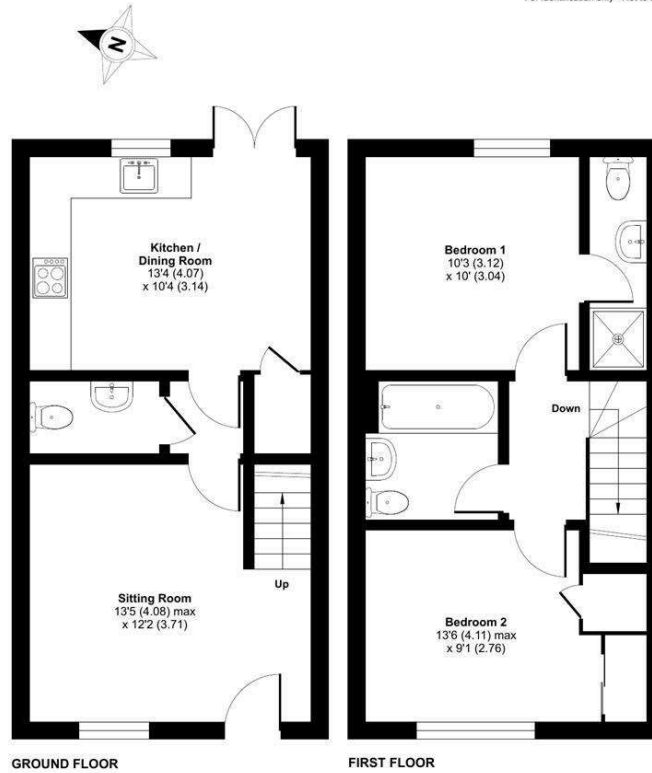 N
Kitchen /
Dining Room
13'4 (4.07)
x 10'4 (3.14)
Sitting Room
13'5 (4.08) max
x 12'2 (3.71)
Up
GROUND FLOOR
Bedroom 1
10'3 (3.12)
x 10' (3.04)
Down
Bedroom 2
13'6 (4.11) max
x 9'1 (2.76)
FIRST FLOOR